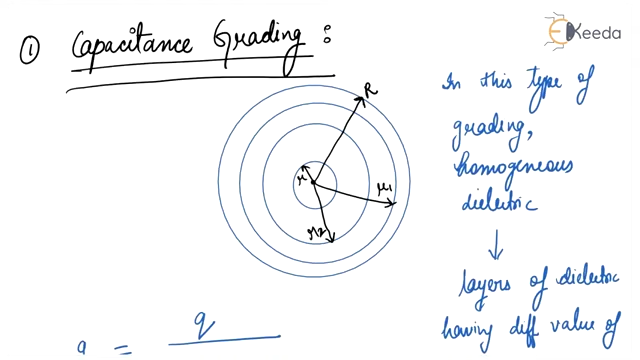 ① Capacitance Grading :
EKeeda
R
r
r1
r2
In this type of
grading,
homogeneous
dielectric
↓
layers of dielectric
having diff value of
q
g =